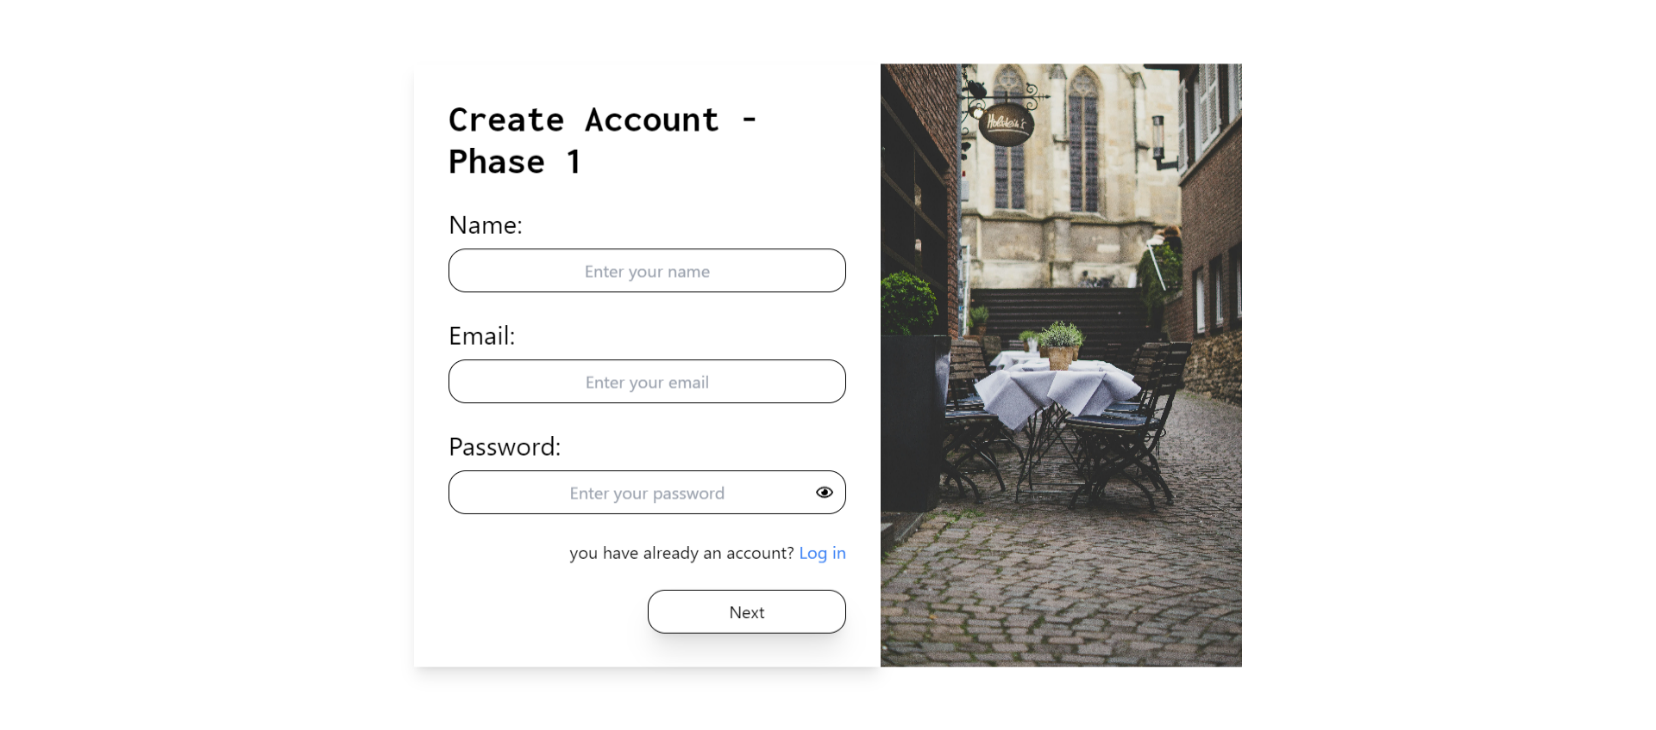 Create Account -
Phase 1
Name:
Enter your name
Email:
Enter your email
Password:
Enter your password
you have already an account? Log in
Next